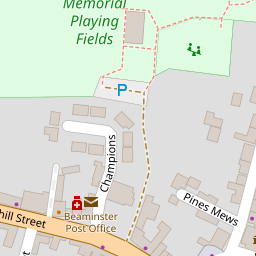 Memorial
Playing
Fields
P
Champions
Pines Mews
hill Street
Beaminster
Post Office